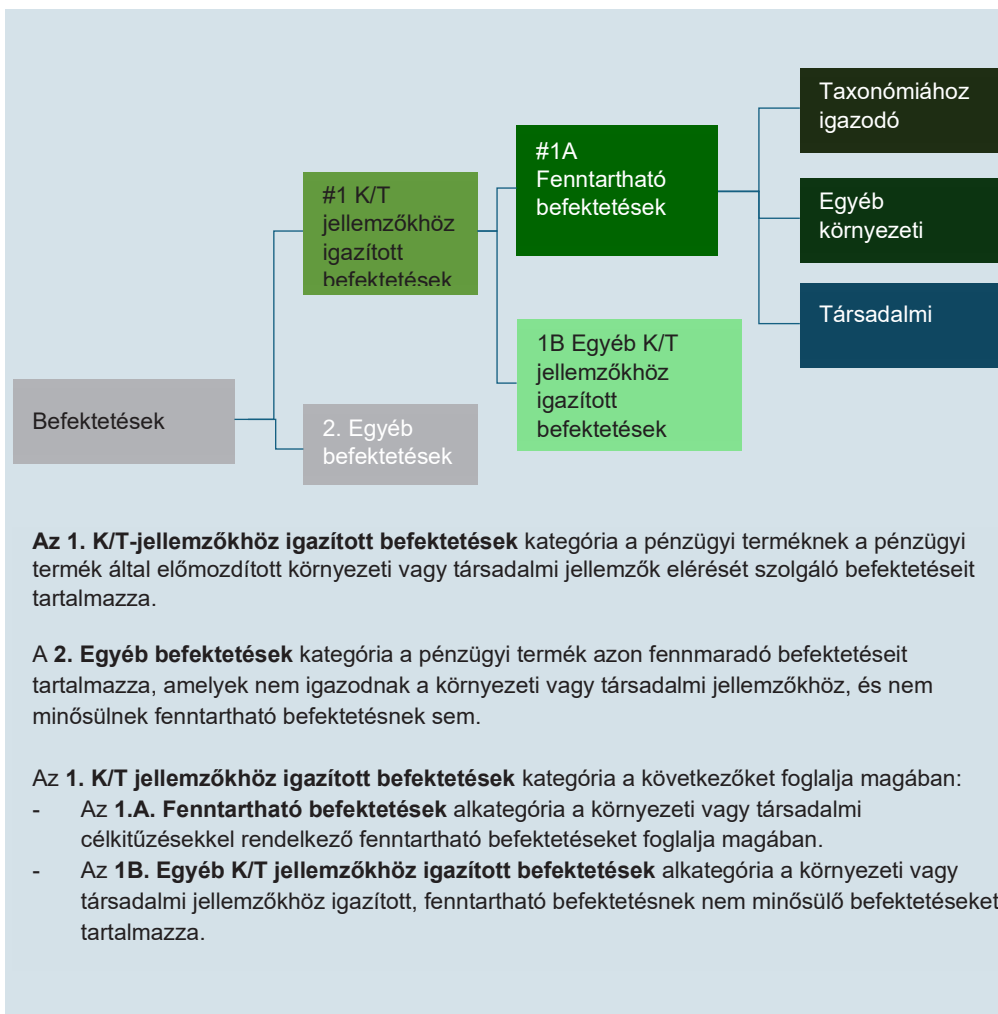 Taxonómiához
igazodó
#1A
Fenntartható
befektetések
#1 K/T
jellemzőkhöz
igazított
befektetések
Egyéb
környezeti
Társadalmi
1B Egyéb K/T
jellemzőkhöz
igazított
befektetések
Befektetések
2. Egyéb
befektetések
Az 1. K/T-jellemzőkhöz igazított befektetések kategória a pénzügyi terméknek a pénzügyi
termék által előmozdított környezeti vagy társadalmi jellemzők elérését szolgáló befektetéseit
tartalmazza.
A 2. Egyéb befektetések kategória a pénzügyi termék azon fennmaradó befektetéseit
tartalmazza, amelyek nem igazodnak a környezeti vagy társadalmi jellemzőkhöz, és nem
minősülnek fenntartható befektetésnek sem.
Az 1. K/T jellemzőkhöz igazított befektetések kategória a következőket foglalja magában:
- Az 1.A. Fenntartható befektetések alkategória a környezeti vagy társadalmi
célkitűzésekkel rendelkező fenntartható befektetéseket foglalja magában.
- Az 1B. Egyéb K/T jellemzőkhöz igazított befektetések alkategória a környezeti vagy
társadalmi jellemzőkhöz igazított, fenntartható befektetésnek nem minősülő befektetéseket
tartalmazza.